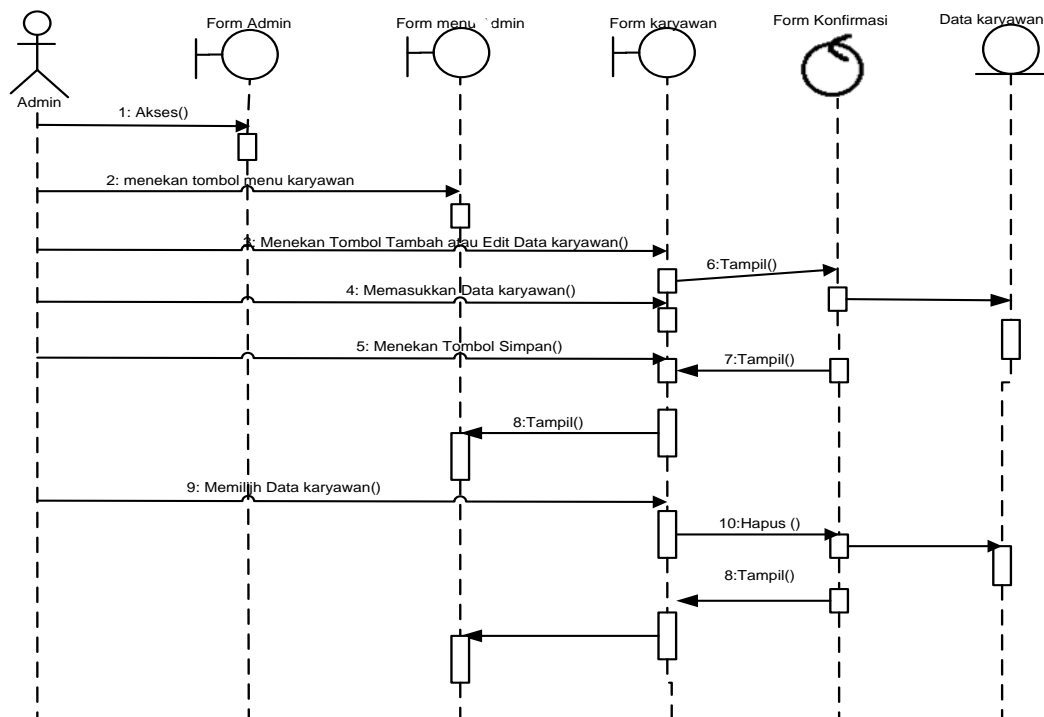 Form Admin
Form menu Admin
Form karyawan
Form Konfirmasi
Data karyawan
Admin
1: Akses()
2: menekan tombol menu karyawan
3: Menekan Tombol Tambah atau Edit Data karyawan()
6:Tampil()
4: Memasukkan Data karyawan()
5: Menekan Tombol Simpan()
7:Tampil()
8:Tampil()
9: Memilih Data karyawan()
10:Hapus ()
8:Tampil()